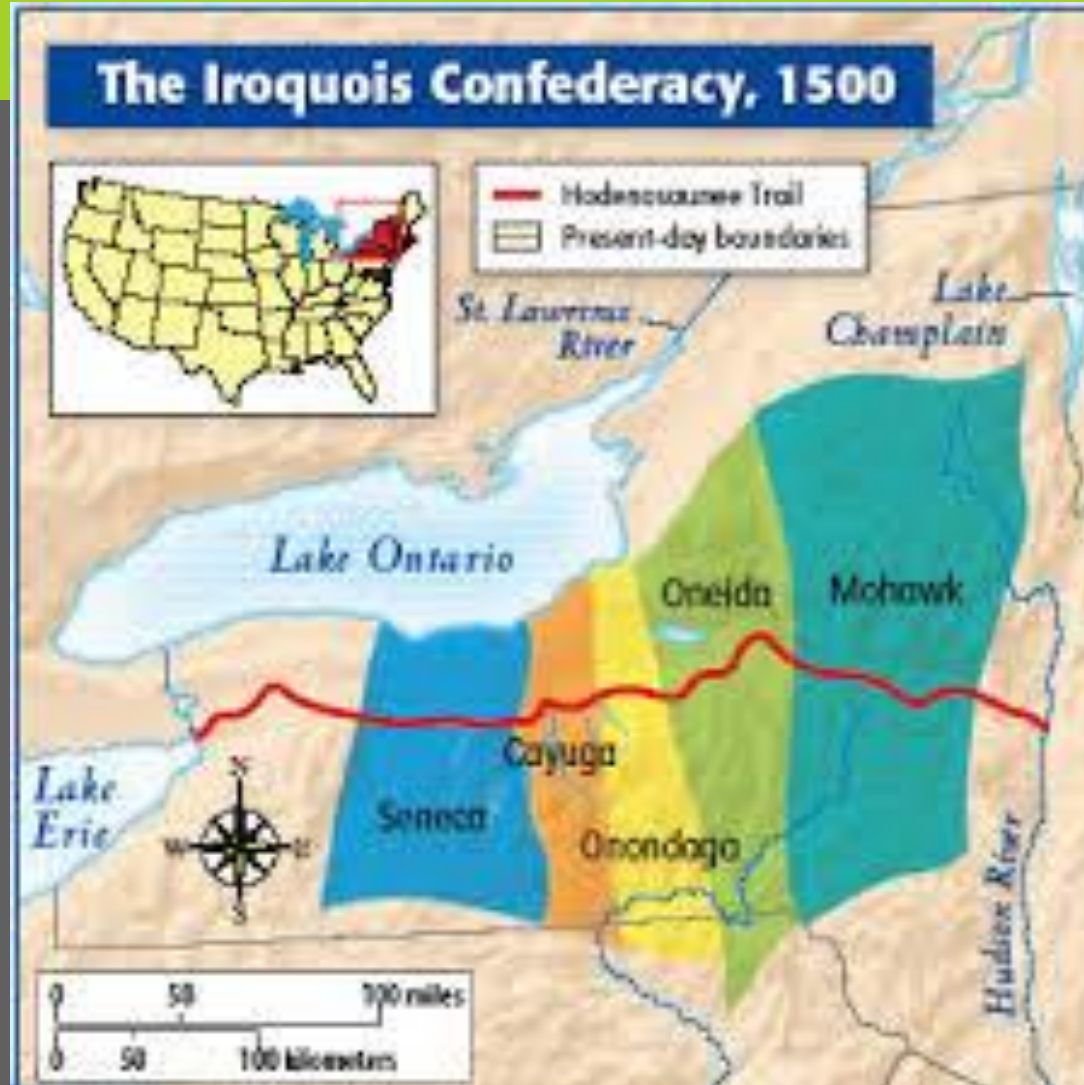 The Iroquois Confederacy, 1500
Hodenosaunee Trail
Present-day boundaries
St. Lawrence
River
Lake
Champlain
Lake Ontario
Oneida
Mohawk
Cayuga
Seneca
Onondaga
Lake
Erie
N
W
E
S
Hudson River
0 50 100 miles
0 50 100 kilometers